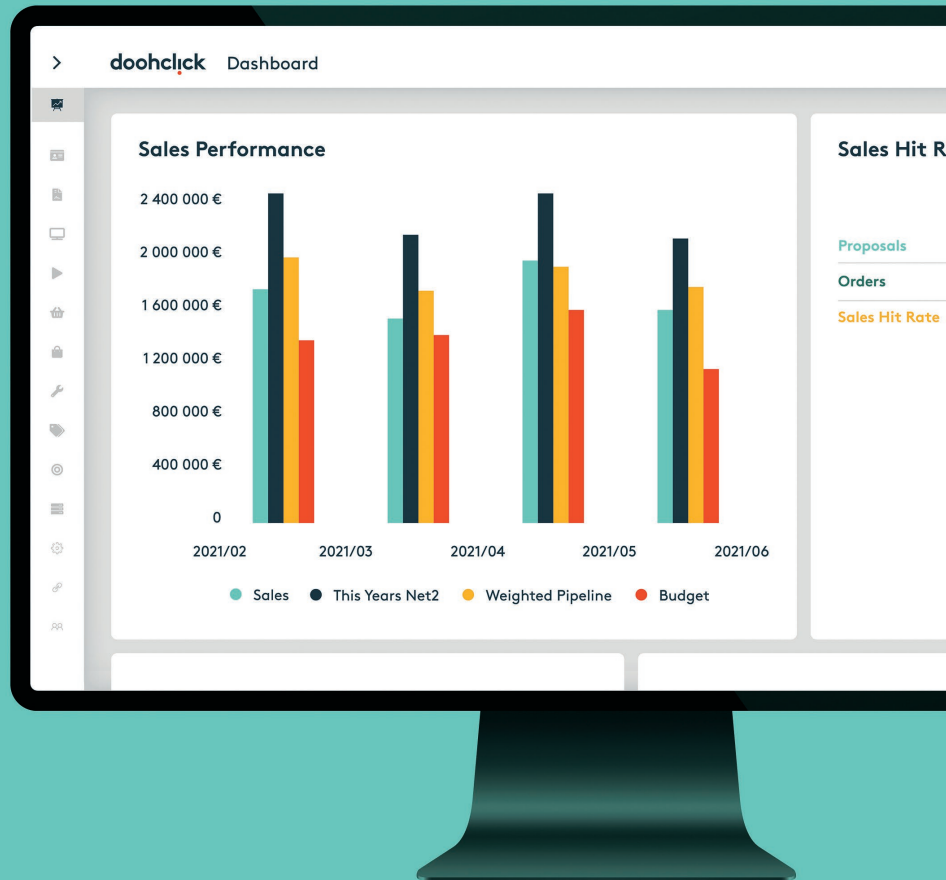 doohclick Dashboard
Sales Performance
2 400 000 €
2 000 000 €
1 600 000 €
1 200 000 €
800 000 €
400 000 €
0
2021/02 2021/03 2021/04 2021/05 2021/06
Sales This Years Net2 Weighted Pipeline Budget
Sales Hit R
Proposals
Orders
Sales Hit Rate